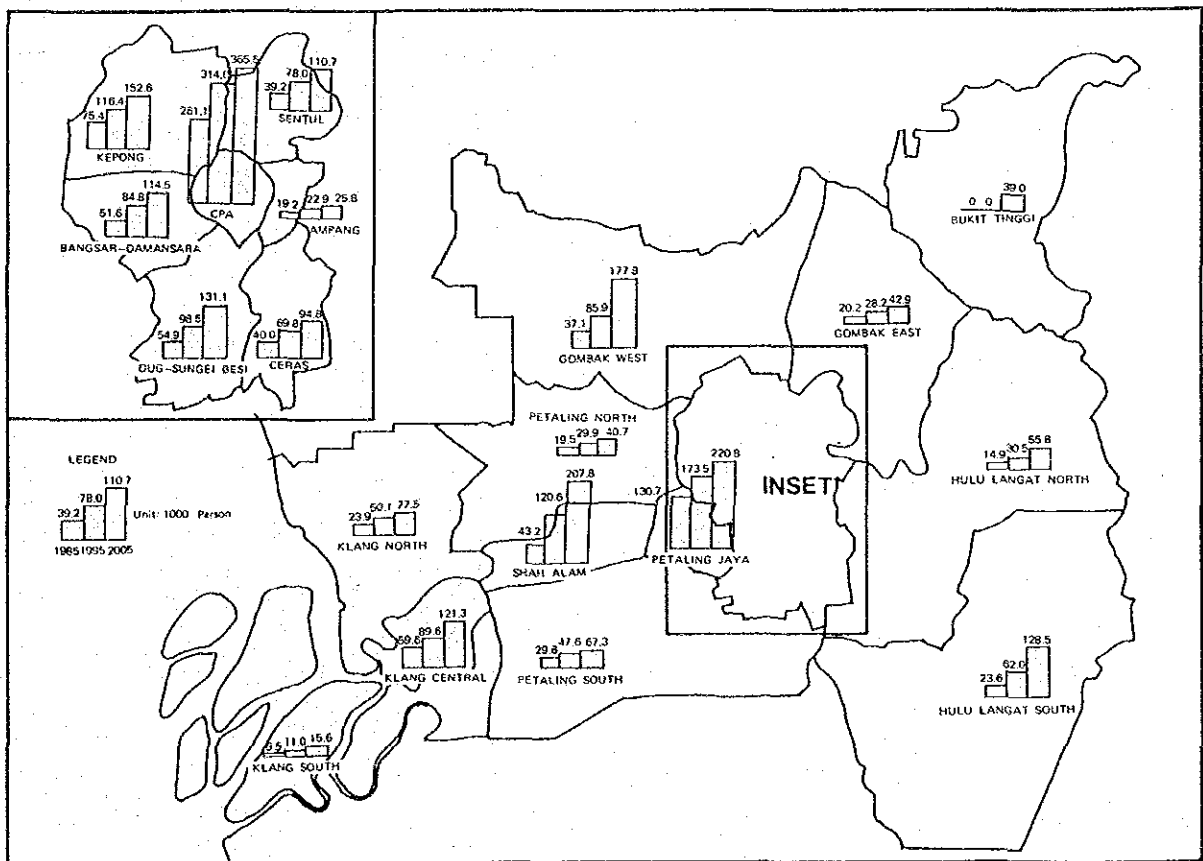 75.4 116.4 152.6
KEPONG
261.1 314.0 365.5
CPA
39.2 78.0 110.7
SENTUL
51.6 84.8 114.5
BANGSAR-DAMANSARA
19.2 22.9 25.8
AMPANG
54.9 98.5 131.1
OUG-SUNGEI BESI
40.0 69.8 94.8
CERAS
0 0 39.0
BUKIT TINGGI
37.1 85.9 177.8
GOMBAK WEST
20.2 28.2 42.9
GOMBAK EAST
PETALING NORTH
19.5 29.9 40.7
14.9 30.5 55.8
HULU LANGAT NORTH
LEGEND
39.2 78.0 110.7
Unit: 1000 Person
1985 1995 2005
23.9 50.1 77.5
KLANG NORTH
43.2 120.6 207.8
SHAH ALAM
130.7 173.5 220.8
PETALING JAYA
INSET
59.8 89.6 121.3
KLANG CENTRAL
29.8 47.6 67.3
PETALING SOUTH
23.6 62.0 128.5
HULU LANGAT SOUTH
11.0 15.6
KLANG SOUTH